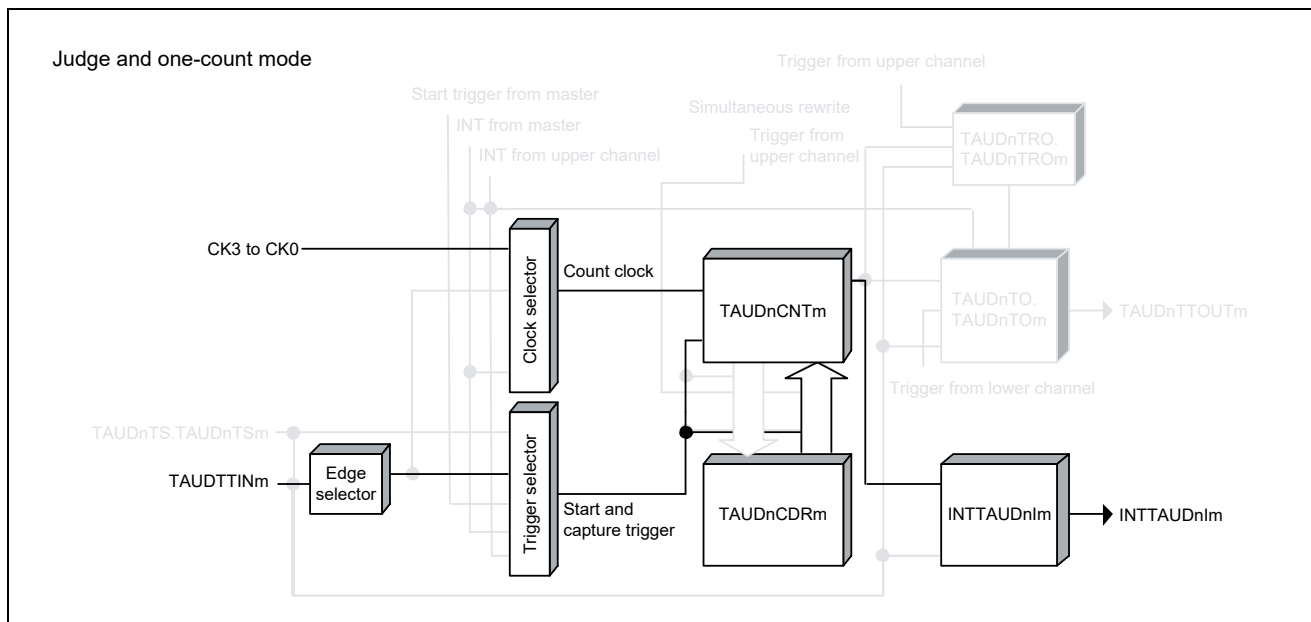 Judge and one-count mode
Trigger from upper channel
Start trigger from master
Simultaneous rewrite
INT from master
Trigger from
upper channel
INT from upper channel
TAUDnTRO.
TAUDnTROm
CK3 to CK0
Clock selector
Count clock
TAUDnCNTm
TAUDnTO.
TAUDnTOm
TAUDnTTOUTm
Trigger from lower channel
TAUDnTS.TAUDnTSm
TAUDTTINm
Edge
selector
Trigger selector
Start and
capture trigger
TAUDnCDRm
INTTAUDnIm
INTTAUDnIm